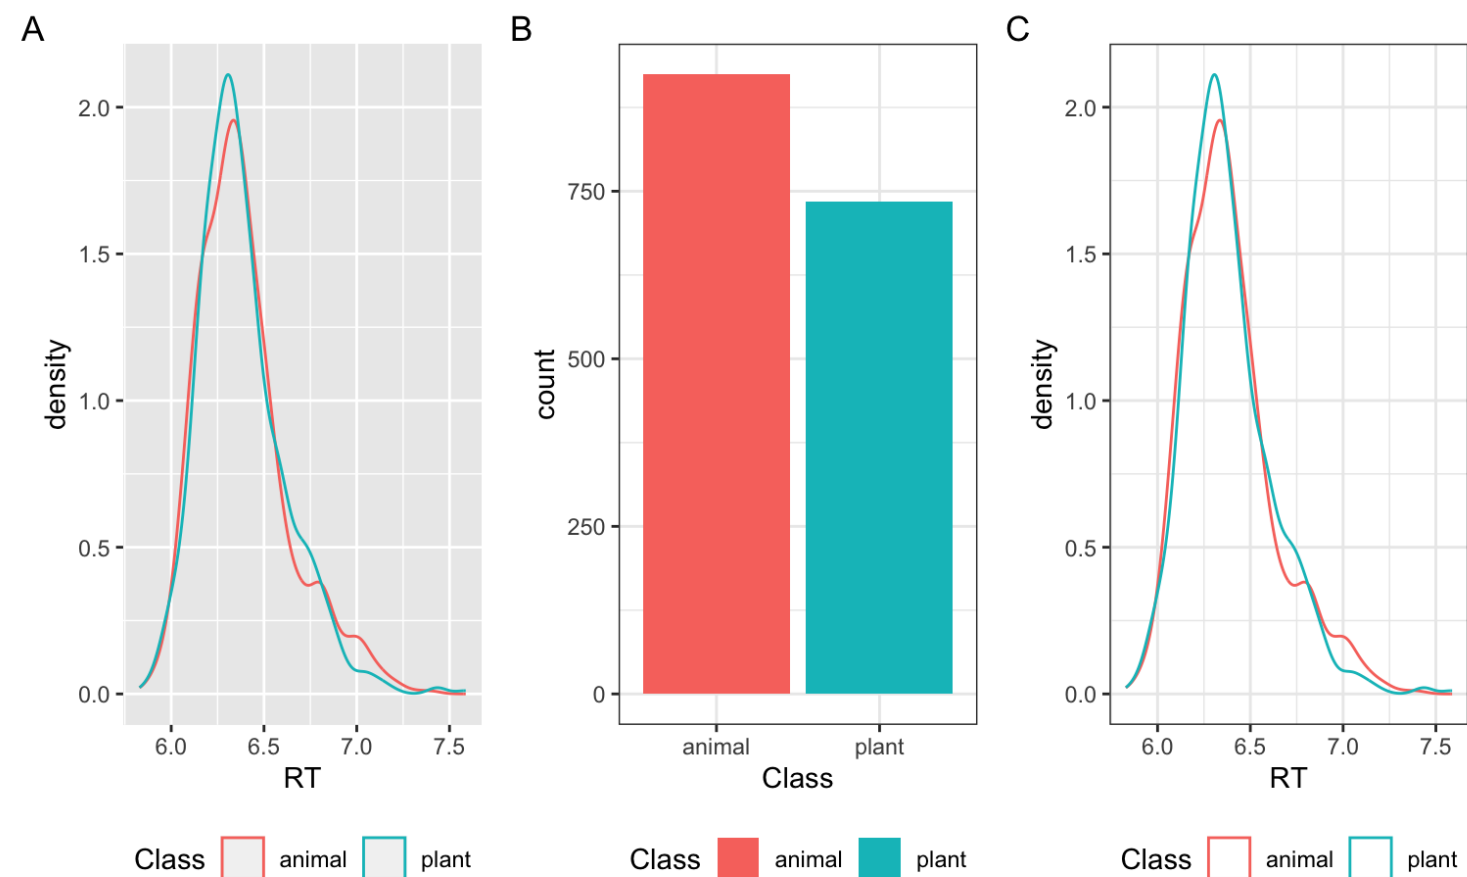 A
density
2.0
1.5
1.0
0.5
0.0
6.0 6.5 7.0 7.5
RT
Class animal plant
B
count
750
500
250
0
animal plant
Class
Class animal plant
C
density
2.0
1.5
1.0
0.5
0.0
6.0 6.5 7.0 7.5
RT
Class animal plant